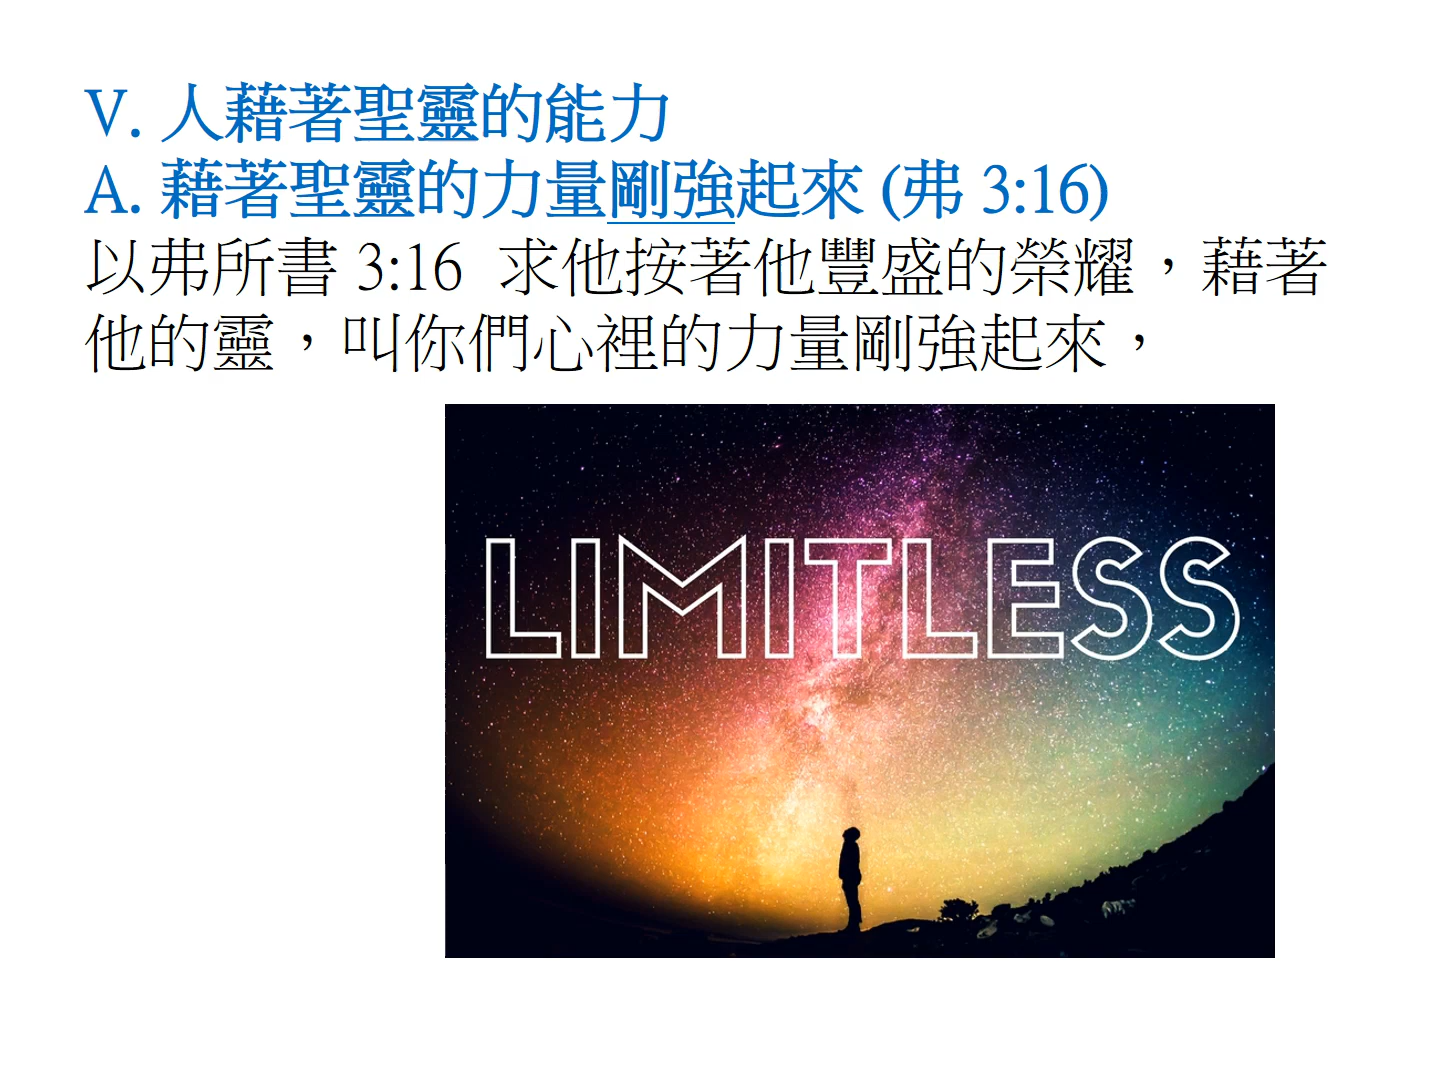 V. 人藉著聖靈的能力
A. 藉著聖靈的力量剛強起來 (弗 3:16)
以弗所書 3:16  求他按著他豐盛的榮耀，藉著
他的靈，叫你們心裡的力量剛強起來，
LIMITLESS